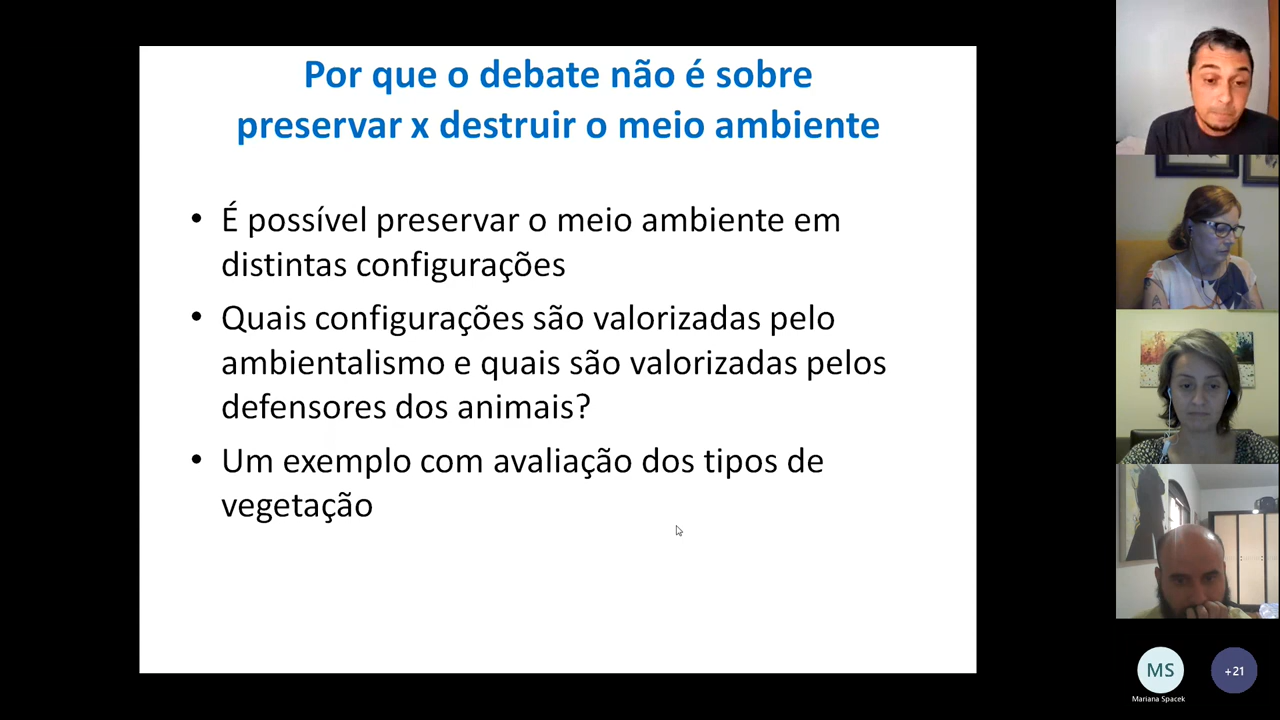 Por que o debate não é sobre
preservar x destruir o meio ambiente
• É possível preservar o meio ambiente em
distintas configurações
• Quais configurações são valorizadas pelo
ambientalismo e quais são valorizadas pelos
defensores dos animais?
• Um exemplo com avaliação dos tipos de
vegetação
MS
+21
Mariana Spacek